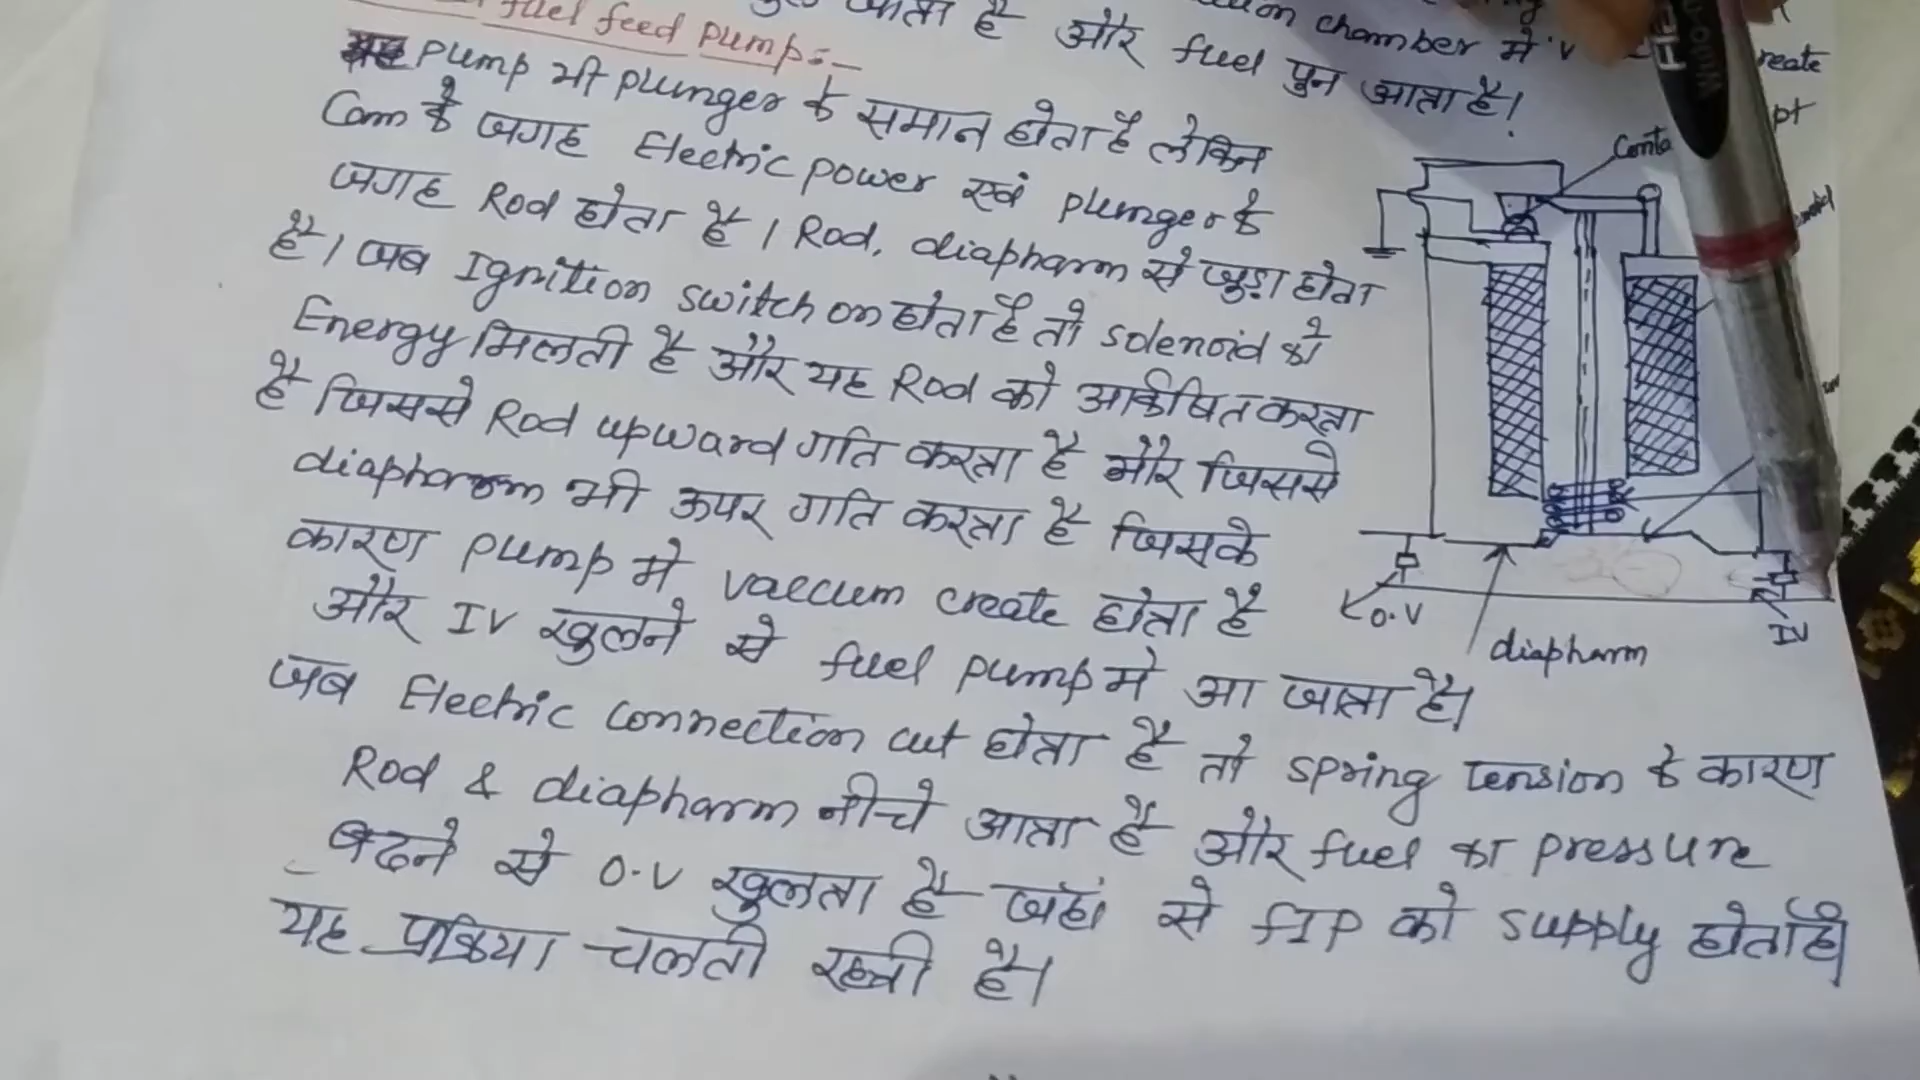 fuel feed pump:-
है और fuel पुन आता है!
chamber में
pump भी plunger के समान होता है लेकिन
Cam के जगह Electric power एवं plunger के
जगह Rod होता है। Rod, diapharm से जुड़ा होता
है। जब Ignition switch on होता है तो solenoid को
Energy मिलती है और यह Rod को आर्कषित करता
है जिससे Rod upward गति करता है और जिससे
diapharam भी ऊपर गति करता है जिसके
कारण pump मे vaccum create होता है
और IV खुलने से fuel pump मे आ जाता है।
जब Electric connection cut होता है तो spring tension के कारण
Rod & diapharm नीचे आता है और fuel का pressure
बढने से O.V खुलता है जहां से FIP को supply होता है।
यह प्रक्रिया चलती रहती है।
Conta
O.V
diapharm
IV